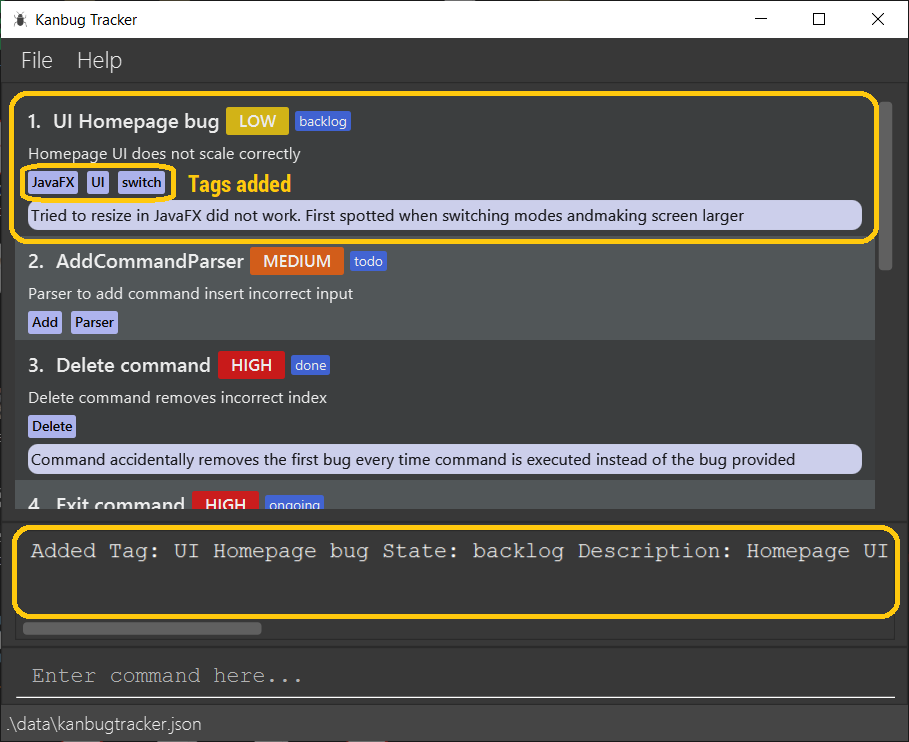 Kanbug Tracker
File Help
1. UI Homepage bug LOW backlog
Homepage UI does not scale correctly
JavaFX UI switch Tags added
Tried to resize in JavaFX did not work. First spotted when switching modes andmaking screen larger
2. AddCommandParser MEDIUM todo
Parser to add command insert incorrect input
Add Parser
3. Delete command HIGH done
Delete command removes incorrect index
Delete
Command accidentally removes the first bug every time command is executed instead of the bug provided
4. Exit command HIGH ongoing
Added Tag: UI Homepage bug State: backlog Description: Homepage UI
Enter command here...
.\data\kanbugtracker.json